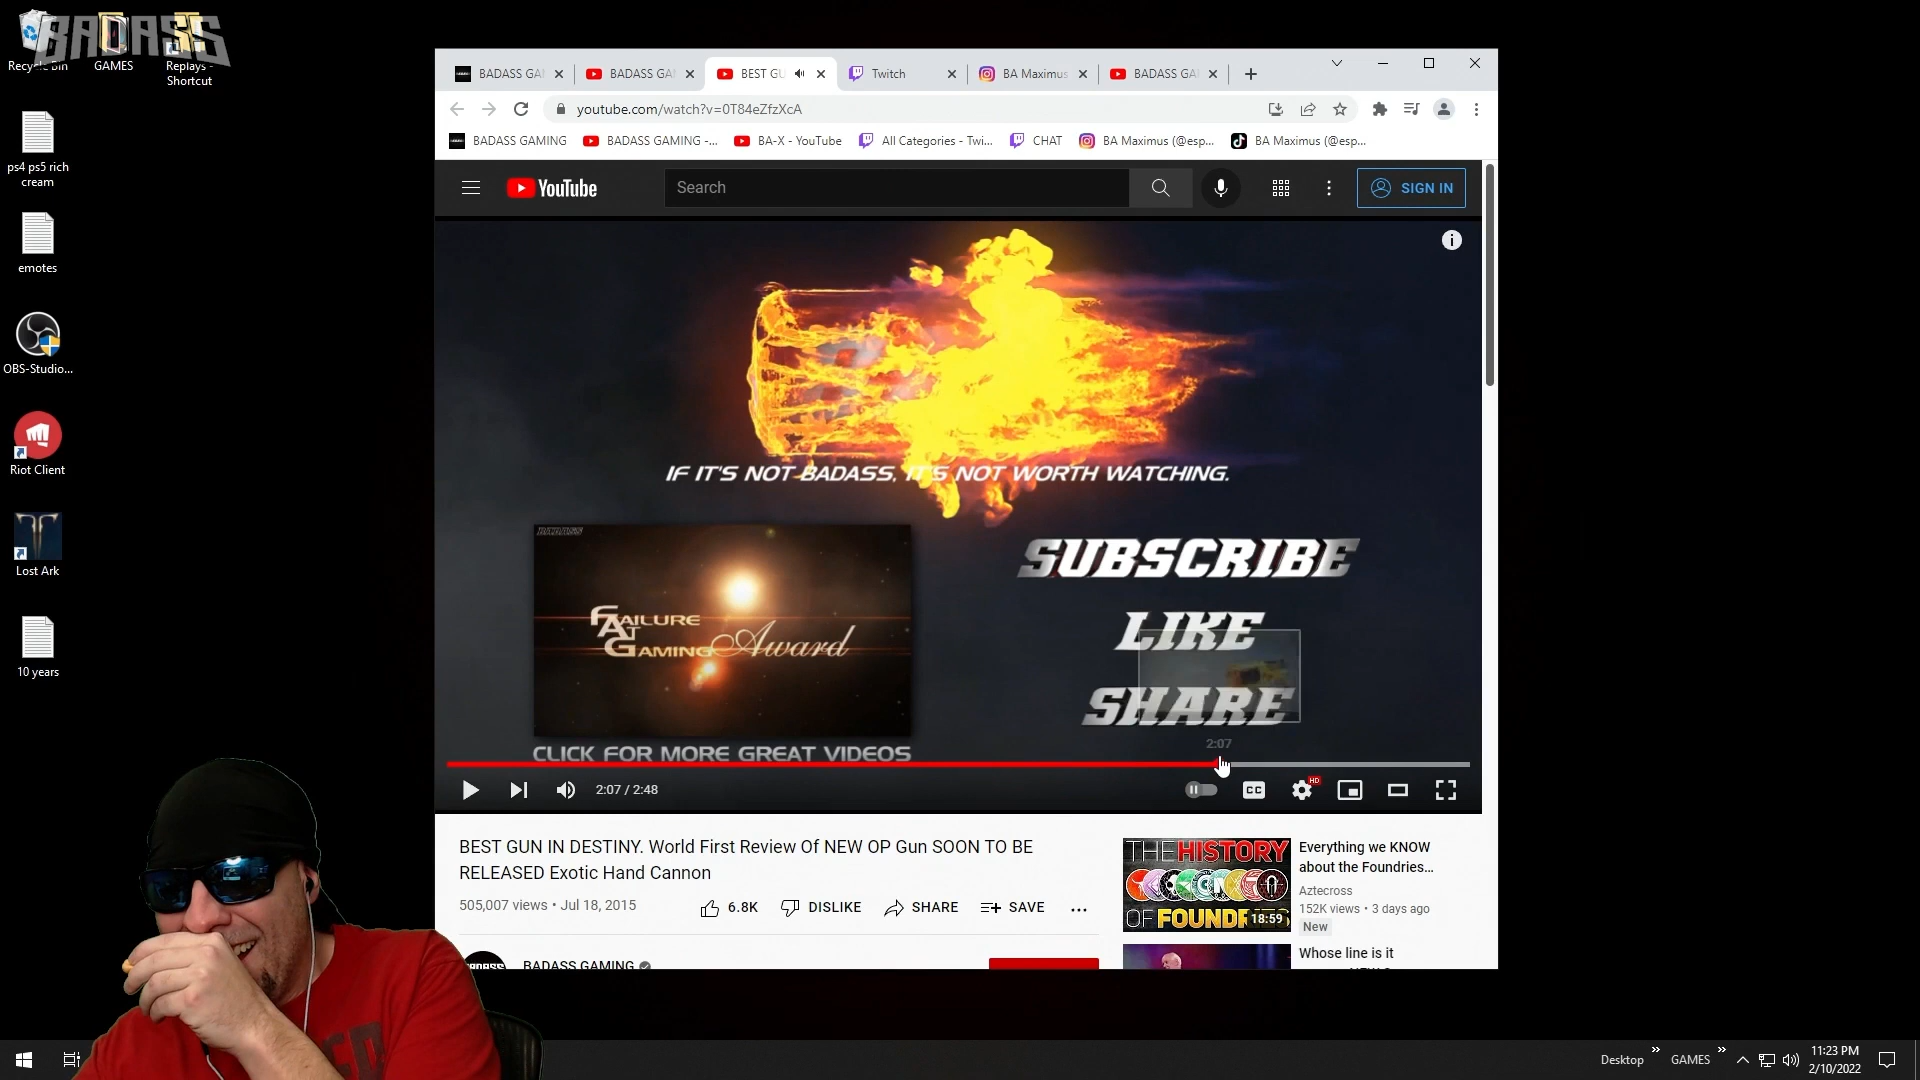 BADASS
Recycle Bin
GAMES
Replays -
Shortcut
ps4 ps5 rich
cream
emotes
OBS-Studio...
Riot Client
Lost Ark
10 years
BADASS GA
BADASS GA
BEST GU
Twitch
BA Maximus
BADASS GA
youtube.com/watch?v=0T84eZfzXcA
BADASS GAMING
BADASS GAMING -...
BA-X - YouTube
All Categories - Twi...
CHAT
BA Maximus (@esp...
BA Maximus (@esp...
YouTube
Search
SIGN IN
IF IT'S NOT BADASS, IT'S NOT WORTH WATCHING.
BADASS
FAILURE
AT
GAMING Award
CLICK FOR MORE GREAT VIDEOS
SUBSCRIBE
LIKE
SHARE
2:07
2:07 / 2:48
CC
HD
BEST GUN IN DESTINY. World First Review Of NEW OP Gun SOON TO BE
RELEASED Exotic Hand Cannon
505,007 views • Jul 18, 2015
6.8K
DISLIKE
SHARE
SAVE
BADASS GAMING
THE HISTORY
OF FOUNDRIES
18:59
Everything we KNOW
about the Foundries...
Aztecross
152K views • 3 days ago
New
Whose line is it
Desktop
GAMES
11:23 PM
2/10/2022